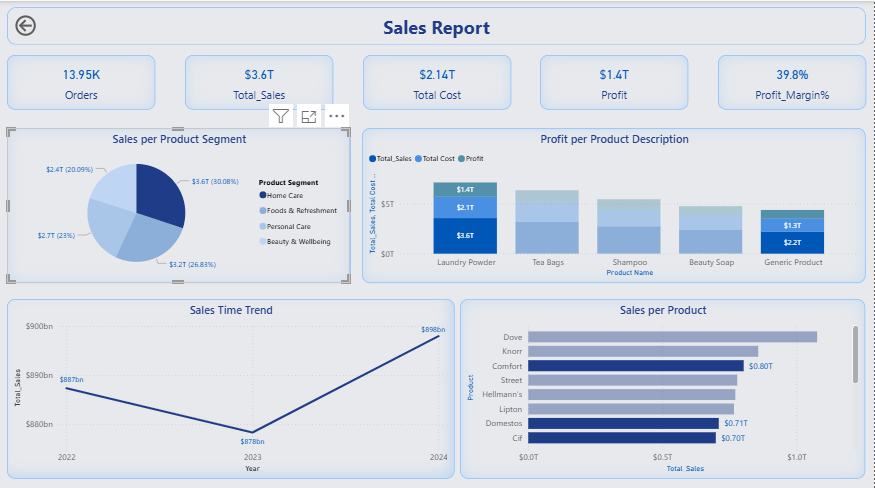 Sales Report
13.95K
Orders
$3.6T
Total_Sales
$2.14T
Total Cost
$1.4T
Profit
39.8%
Profit_Margin%
Sales per Product Segment
$2.4T (20.09%)
$3.6T (30.08%)
$2.7T (23%)
$3.2T (26.83%)
Product Segment
Home Care
Foods & Refreshment
Personal Care
Beauty & Wellbeing
Profit per Product Description
Total_Sales Total Cost Profit
Total_Sales, Total Cost ...
$5T
$0T
$1.4T
$2.1T
$3.6T
$1.3T
$2.2T
Laundry Powder Tea Bags Shampoo Beauty Soap Generic Product
Product Name
Sales Time Trend
Total_Sales
$900bn
$890bn
$880bn
$887bn
$878bn
$898bn
2022 2023 2024
Year
Sales per Product
Product
Dove
Knorr
Comfort $0.80T
Street
Hellmann's
Lipton
Domestos $0.71T
Cif $0.70T
$0.0T $0.5T $1.0T
Total_Sales